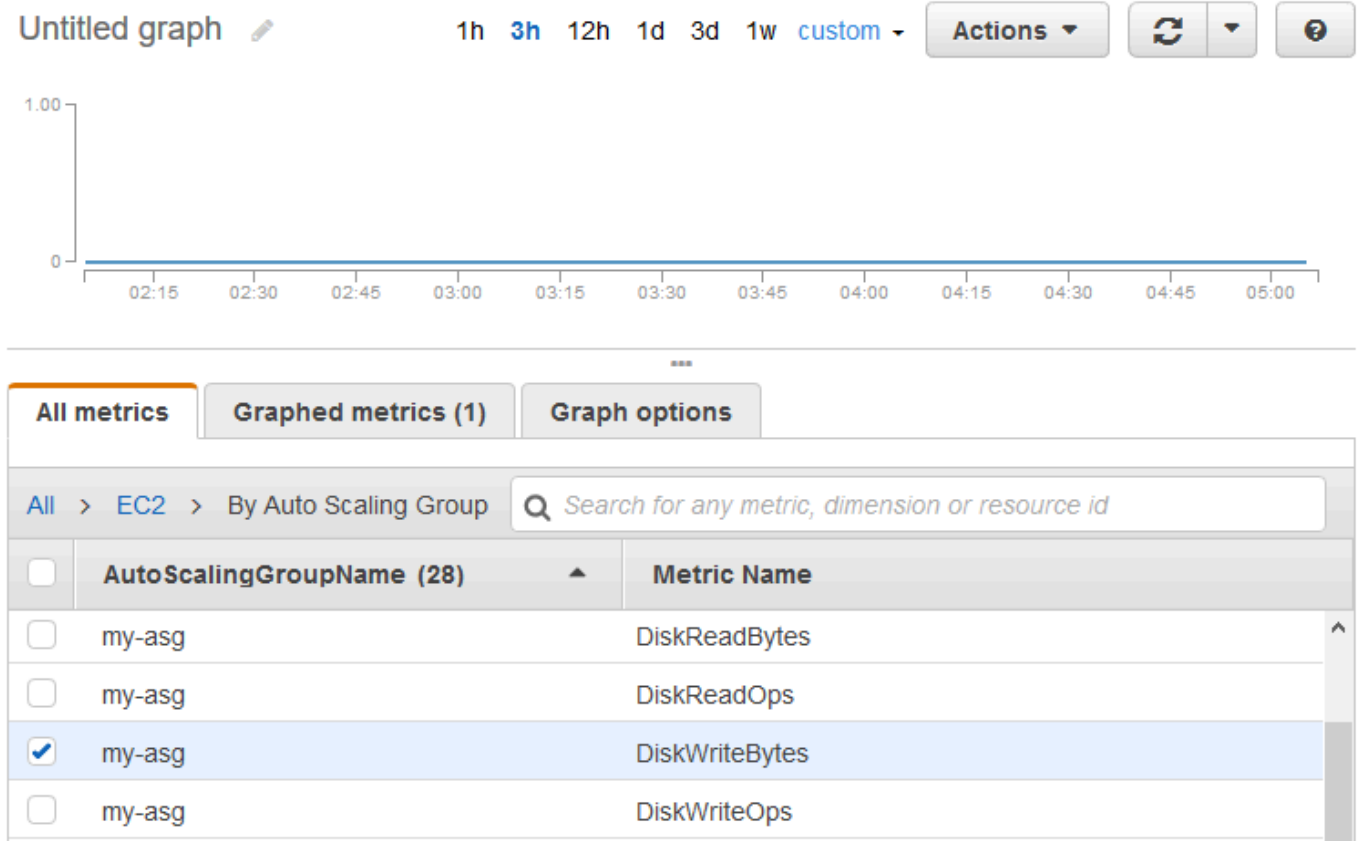 Untitled graph 1h 3h 12h 1d 3d 1w custom Actions
1.00
0
02:15 02:30 02:45 03:00 03:15 03:30 03:45 04:00 04:15 04:30 04:45 05:00
All metrics Graphed metrics (1) Graph options
All > EC2 > By Auto Scaling Group Search for any metric, dimension or resource id
AutoScalingGroupName (28) Metric Name
my-asg DiskReadBytes
my-asg DiskReadOps
my-asg DiskWriteBytes
my-asg DiskWriteOps